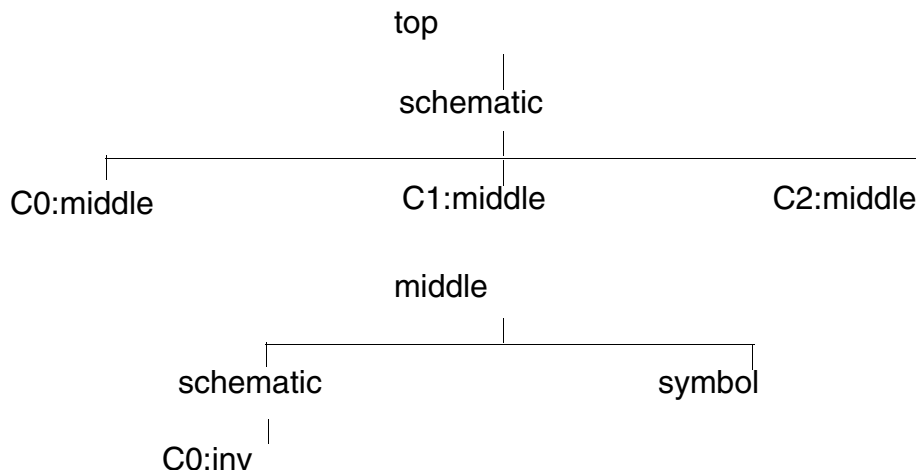 top
schematic
C0:middle C1:middle C2:middle
middle
schematic symbol
C0:inv